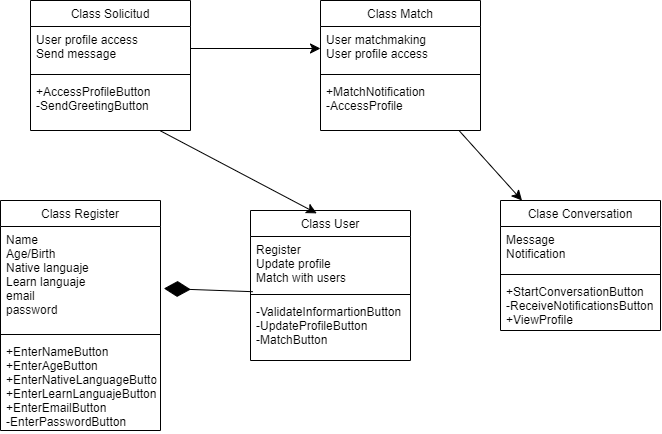 Class Solicitud
User profile access
Send message
+AccessProfileButton
-SendGreetingButton
Class Match
User matchmaking
User profile access
+MatchNotification
-AccessProfile
Class Register
Name
Age/Birth
Native languaje
Learn languaje
email
password
+EnterNameButton
+EnterAgeButton
+EnterNativeLanguageButto
+EnterLearnLanguajeButton
+EnterEmailButton
-EnterPasswordButton
Class User
Register
Update profile
Match with users
-ValidateInformartionButton
-UpdateProfileButton
-MatchButton
Clase Conversation
Message
Notification
+StartConversationButton
-ReceiveNotificationsButton
+ViewProfile